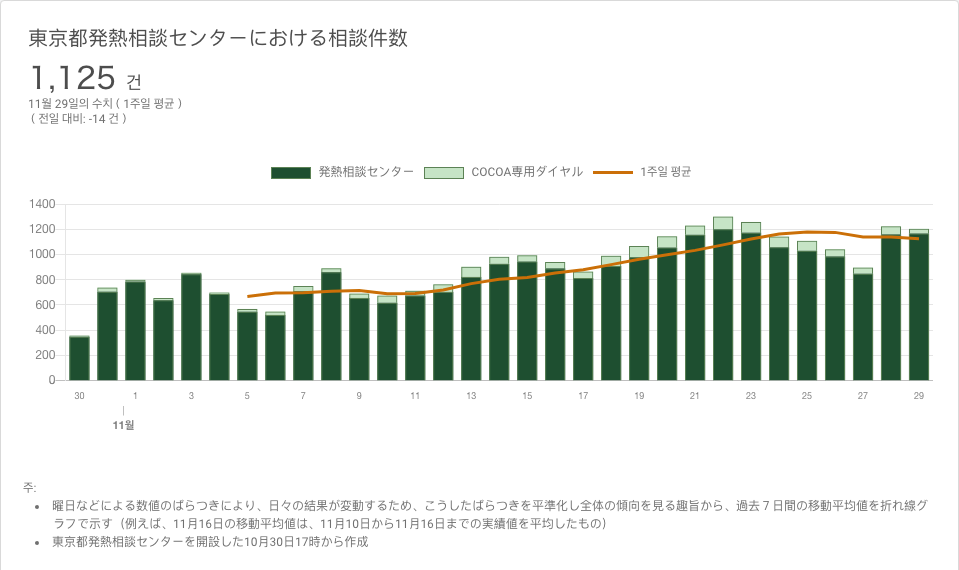 東京都発熱相談センターにおける相談件数
1,125 건
11월 29일의 수치 ( 1주일 평균 )
( 전일 대비: -14 건 )
発熱相談センター COCOA専用ダイヤル 1주일 평균
1400
1200
1000
800
600
400
200
0
30 1 3 5 7 9 11 13 15 17 19 21 23 25 27 29
11월
주:
曜日などによる数値のばらつきにより、日々の結果が変動するため、こうしたばらつきを平準化し全体の傾向を見る趣旨から、過去７日間の移動平均値を折れ線グ
ラフで示す（例えば、11月16日の移動平均値は、11月10日から11月16日までの実績値を平均したもの）
東京都発熱相談センターを開設した10月30日17時から作成